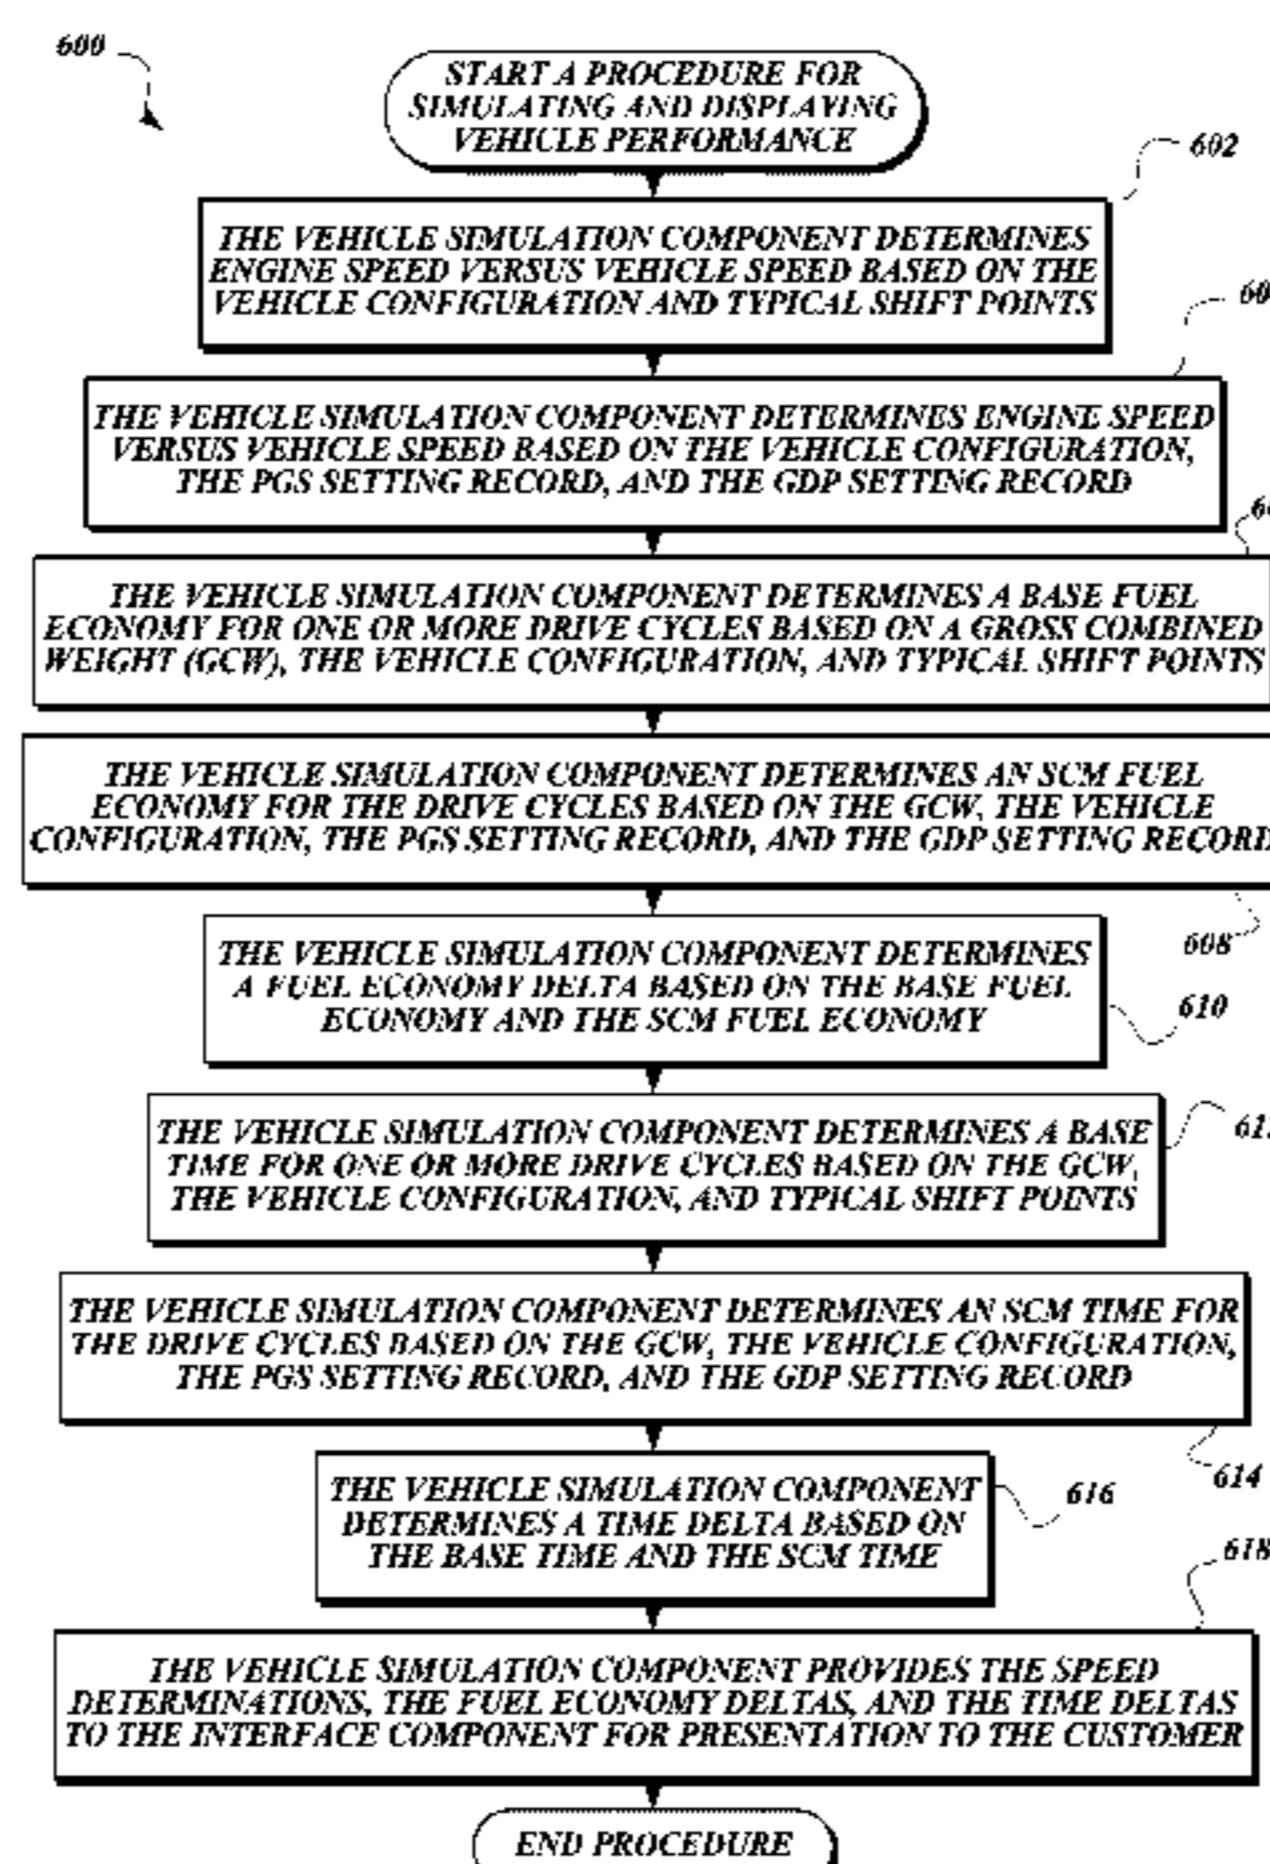 600
START A PROCEDURE FOR
SIMULATING AND DISPLAYING
VEHICLE PERFORMANCE
602
THE VEHICLE SIMULATION COMPONENT DETERMINES
ENGINE SPEED VERSUS VEHICLE SPEED BASED ON THE
VEHICLE CONFIGURATION AND TYPICAL SHIFT POINTS
THE VEHICLE SIMULATION COMPONENT DETERMINES ENGINE SPEED
VERSUS VEHICLE SPEED BASED ON THE VEHICLE CONFIGURATION,
THE PGS SETTING RECORD, AND THE GDP SETTING RECORD
THE VEHICLE SIMULATION COMPONENT DETERMINES A BASE FUEL
ECONOMY FOR ONE OR MORE DRIVE CYCLES BASED ON A GROSS COMBINED
WEIGHT (GCW), THE VEHICLE CONFIGURATION, AND TYPICAL SHIFT POINTS
THE VEHICLE SIMULATION COMPONENT DETERMINES AN SCM FUEL
ECONOMY FOR THE DRIVE CYCLES BASED ON THE GCW, THE VEHICLE
CONFIGURATION, THE PGS SETTING RECORD, AND THE GDP SETTING RECORD
608
THE VEHICLE SIMULATION COMPONENT DETERMINES
A FUEL ECONOMY DELTA BASED ON THE BASE FUEL
ECONOMY AND THE SCM FUEL ECONOMY
610
THE VEHICLE SIMULATION COMPONENT DETERMINES A BASE
TIME FOR ONE OR MORE DRIVE CYCLES BASED ON THE GCW,
THE VEHICLE CONFIGURATION, AND TYPICAL SHIFT POINTS
THE VEHICLE SIMULATION COMPONENT DETERMINES AN SCM TIME FOR
THE DRIVE CYCLES BASED ON THE GCW, THE VEHICLE CONFIGURATION,
THE PGS SETTING RECORD, AND THE GDP SETTING RECORD
614
THE VEHICLE SIMULATION COMPONENT
DETERMINES A TIME DELTA BASED ON
THE BASE TIME AND THE SCM TIME
616
618
THE VEHICLE SIMULATION COMPONENT PROVIDES THE SPEED
DETERMINATIONS, THE FUEL ECONOMY DELTAS, AND THE TIME DELTAS
TO THE INTERFACE COMPONENT FOR PRESENTATION TO THE CUSTOMER
END PROCEDURE